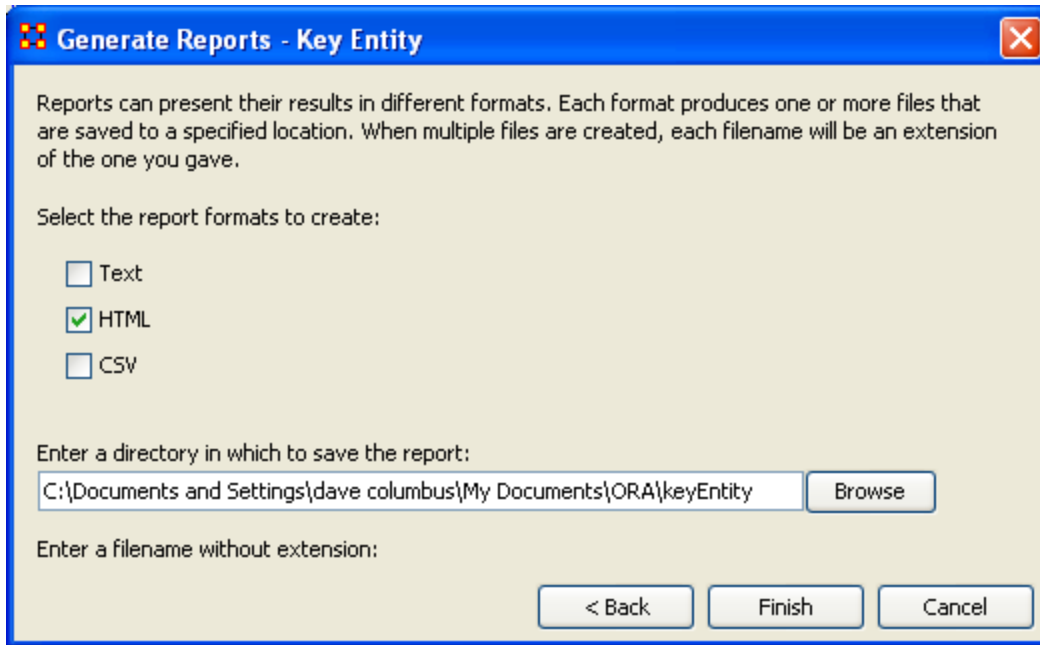 Generate Reports - Key Entity
Reports can present their results in different formats. Each format produces one or more files that
are saved to a specified location. When multiple files are created, each filename will be an extension
of the one you gave.
Select the report formats to create:
Text
HTML
CSV
Enter a directory in which to save the report:
C:\Documents and Settings\dave columbus\My Documents\ORA\keyEntity Browse
Enter a filename without extension:
< Back Finish Cancel